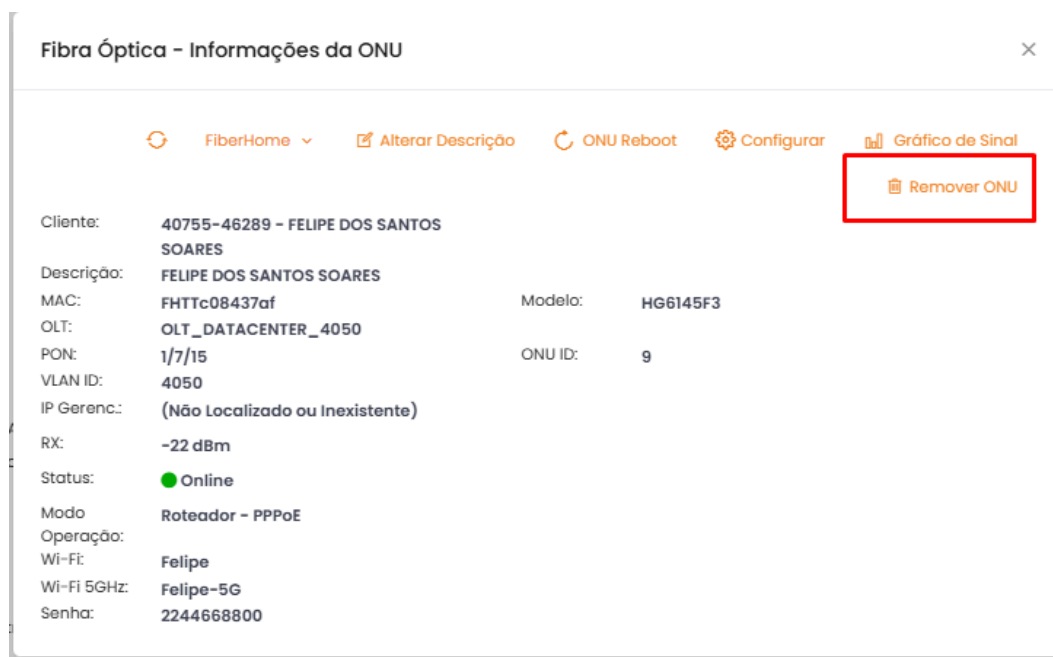 Fibra Óptica - Informações da ONU
FiberHome
Alterar Descrição
ONU Reboot
Configurar
Gráfico de Sinal
Remover ONU
Cliente: 40755-46289 - FELIPE DOS SANTOS
SOARES
Descrição: FELIPE DOS SANTOS SOARES
MAC: FHTTc08437af Modelo: HG6145F3
OLT: OLT_DATACENTER_4050
PON: 1/7/15 ONU ID: 9
VLAN ID: 4050
IP Gerenc.: (Não Localizado ou Inexistente)
RX: -22 dBm
Status: Online
Modo Roteador - PPPoE
Operação:
Wi-Fi: Felipe
Wi-Fi 5GHz: Felipe-5G
Senha: 2244668800